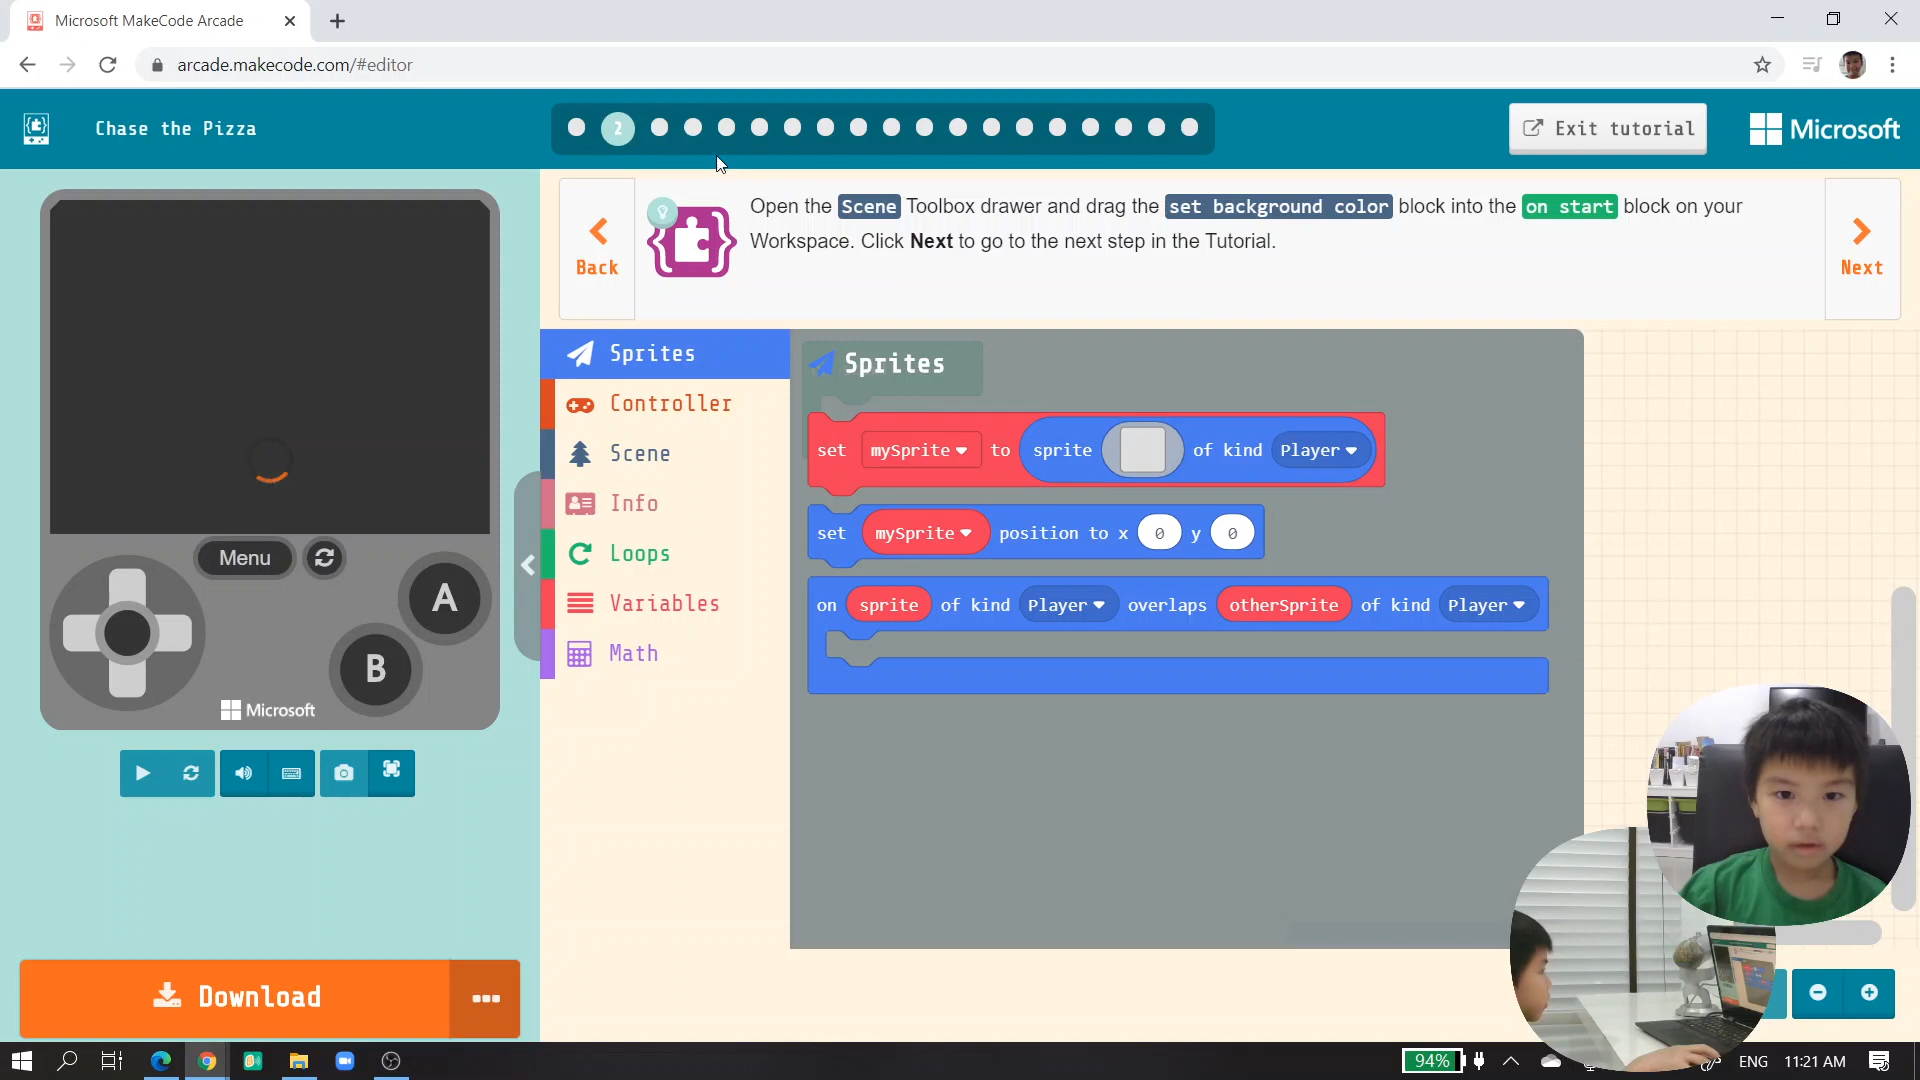 Microsoft MakeCode Arcade
arcade.makecode.com/#editor
Chase the Pizza
2
Exit tutorial
Microsoft
Back
Open the Scene Toolbox drawer and drag the set background color block into the on start block on your
Workspace. Click Next to go to the next step in the Tutorial.
Next
Sprites
Controller
Scene
Info
Loops
Variables
Math
Sprites
set mySprite to sprite of kind Player
set mySprite position to x 0 y 0
on sprite of kind Player overlaps otherSprite of kind Player
Menu
A
B
Microsoft
Download
94%
ENG
11:21 AM